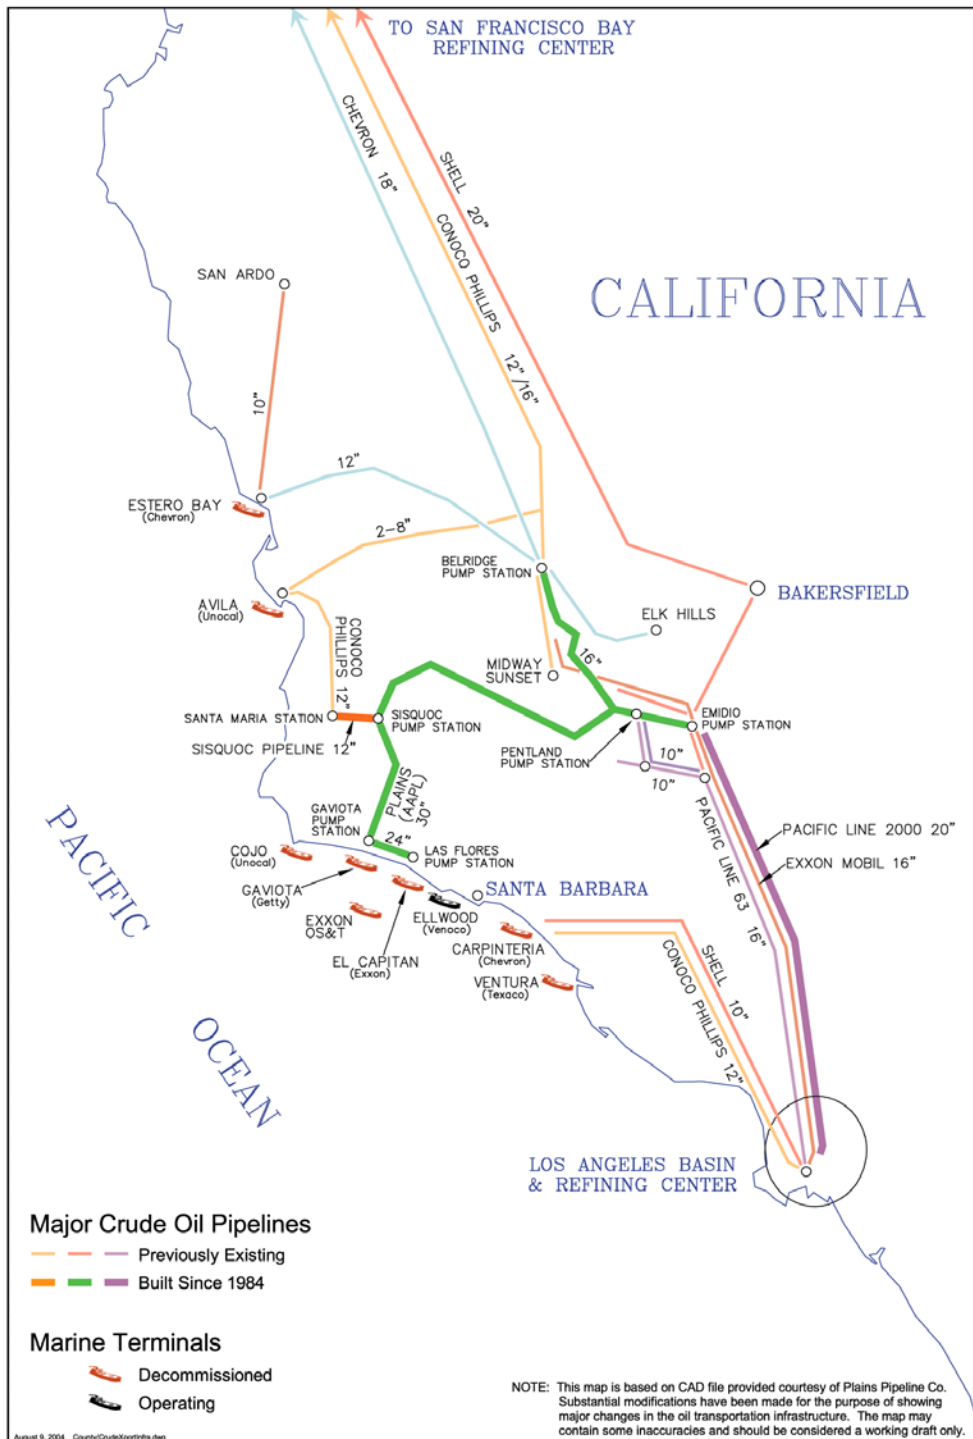 TO SAN FRANCISCO BAY
REFINING CENTER
CHEVRON 18"
CONOCO PHILLIPS 12"/16"
SHELL 20"
CALIFORNIA
SAN ARDO
10"
12"
ESTERO BAY
(Chevron)
2-8"
BELRIDGE
PUMP STATION
BAKERSFIELD
ELK HILLS
AVILA
(Unocal)
CONOCO
PHILLIPS 12"
MIDWAY
SUNSET
16"
SANTA MARIA STATION
SISQUOC
PUMP STATION
EMIDIO
PUMP STATION
SISQUOC PIPELINE 12"
PENTLAND
PUMP STATION
10"
10"
PLAINS
(AAPL)
30"
GAVIOTA
PUMP
STATION
24"
LAS FLORES
PUMP STATION
PACIFIC LINE 63 16"
PACIFIC LINE 2000 20"
EXXON MOBIL 16"
PACIFIC
OCEAN
COJO
(Unocal)
GAVIOTA
(Getty)
EXXON
OS&T
EL CAPITAN
(Exxon)
ELLWOOD
(Venoco)
SANTA BARBARA
CARPINTERIA
(Chevron)
VENTURA
(Texaco)
SHELL 10"
CONOCO PHILLIPS 12"
LOS ANGELES BASIN
& REFINING CENTER
Major Crude Oil Pipelines
Previously Existing
Built Since 1984
Marine Terminals
Decommissioned
Operating
NOTE: This map is based on CAD file provided courtesy of Plains Pipeline Co.
Substantial modifications have been made for the purpose of showing
major changes in the oil transportation infrastructure. The map may
contain some inaccuracies and should be considered a working draft only.
August 9, 2004 County/CrudeXportInfra.dwg